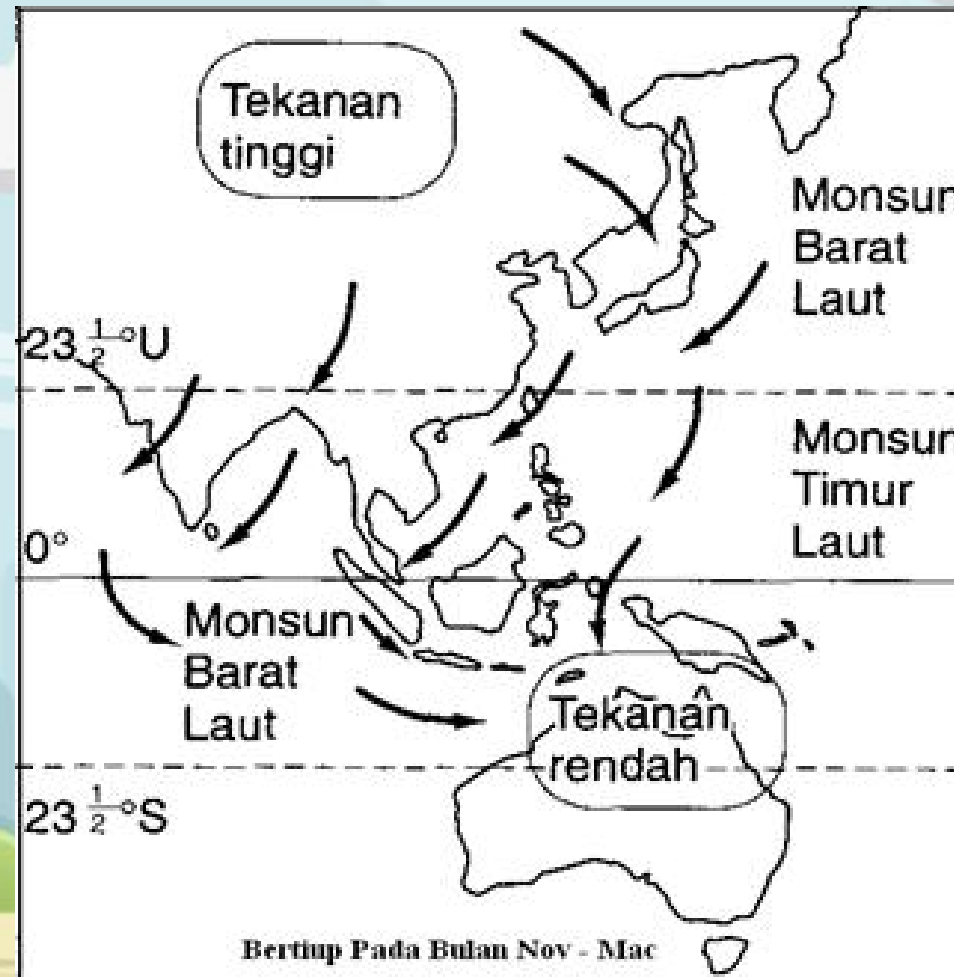 Tekanan
tinggi
Monsun
Barat
Laut
23 1/2 °U
Monsun
Timur
Laut
0°
Monsun
Barat
Laut
Tekanan
rendah
23 1/2 °S
Bertiup Pada Bulan Nov - Mac